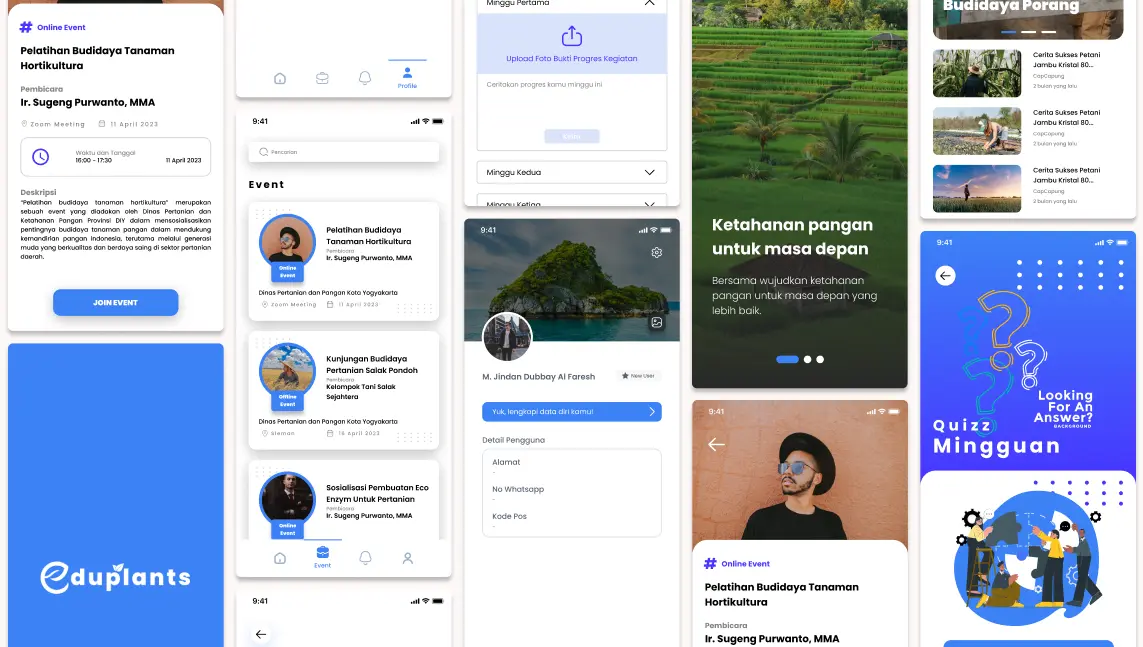 Online Event
Pelatihan Budidaya Tanaman
Hortikultura
Pembicara
Ir. Sugeng Purwanto, MMA
Zoom Meeting 11 April 2023
Waktu dan Tanggal
16:00 - 17:30 11 April 2023
Deskripsi
"Pelatihan budidaya tanaman hortikultura" merupakan
sebuah event yang diadakan oleh Dinas Pertanian dan
Ketahanan Pangan Provinsi DIY dalam mensosialisasikan
pentingnya budidaya tanaman pangan dalam mendukung
kemandirian pangan Indonesia, terutama melalui generasi
muda yang berkualitas dan berdaya saing di sektor pertanian
daerah.
JOIN EVENT
eduplants
Profile
9:41
Pencarian
Event
Pelatihan Budidaya
Tanaman Hortikultura
Pembicara
Ir. Sugeng Purwanto, MMA
Online
Event
Dinas Pertanian dan Pangan Kota Yogyakarta
Zoom Meeting 11 April 2023
Kunjungan Budidaya
Pertanian Salak Pondoh
Pembicara
Kelompok Tani Salak
Sejahtera
Offline
Event
Dinas Pertanian dan Pangan Kota Yogyakarta
Sleman 16 April 2023
Sosialisasi Pembuatan Eco
Enzym Untuk Pertanian
Pembicara
Ir. Sugeng Purwanto, MMA
Online
Event
Event
9:41
Minggu Pertama
Upload Foto Bukti Progres Kegiatan
Ceritakan progres kamu minggu ini
Minggu Kedua
Minggu Ketiga
9:41
M. Jindan Dubbay Al Faresh
New User
Yuk, lengkapi data diri kamu!
Detail Pengguna
Alamat
-
No Whatsapp
-
Kode Pos
-
Ketahanan pangan
untuk masa depan
Bersama wujudkan ketahanan
pangan untuk masa depan yang
lebih baik.
9:41
Online Event
Pelatihan Budidaya Tanaman
Hortikultura
Pembicara
Ir. Sugeng Purwanto, MMA
Budidaya Porang
Cerita Sukses Petani
Jambu Kristal 80...
CapCapung
2 bulan yang lalu
Cerita Sukses Petani
Jambu Kristal 80...
CapCapung
2 bulan yang lalu
Cerita Sukses Petani
Jambu Kristal 80...
CapCapung
2 bulan yang lalu
9:41
Looking
For An
Answer?
BACKGROUND
Quizz
Mingguan